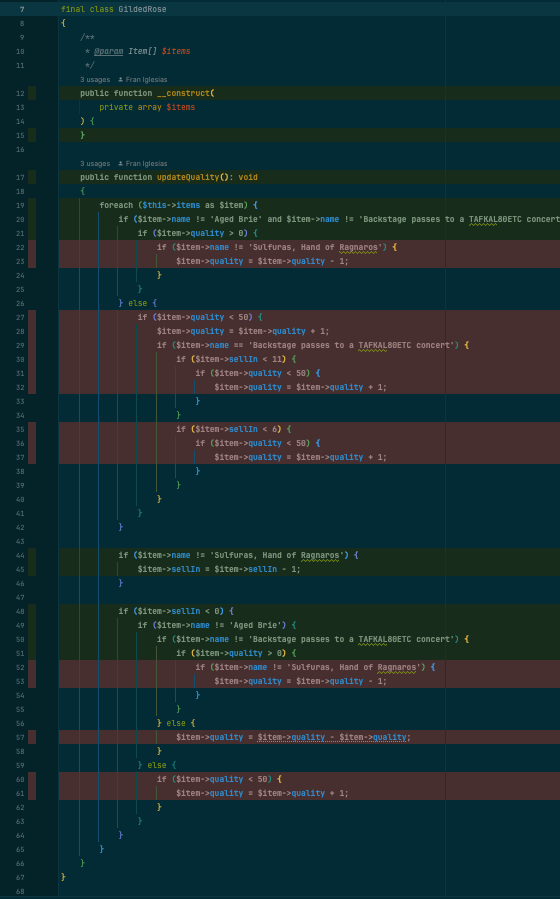 7 final class GildedRose
8 {
9 /**
10 * @param Item[] $items
11 */
3 usages Fran Iglesias
12 public function __construct(
13 private array $items
14 ) {
15 }
16
3 usages Fran Iglesias
17 public function updateQuality(): void
18 {
19 foreach ($this->items as $item) {
20 if ($item->name != 'Aged Brie' and $item->name != 'Backstage passes to a TAFKAL80ETC concert
21 if ($item->quality > 0) {
22 if ($item->name != 'Sulfuras, Hand of Ragnaros') {
23 $item->quality = $item->quality - 1;
24 }
25 }
26 } else {
27 if ($item->quality < 50) {
28 $item->quality = $item->quality + 1;
29 if ($item->name == 'Backstage passes to a TAFKAL80ETC concert') {
30 if ($item->sellIn < 11) {
31 if ($item->quality < 50) {
32 $item->quality = $item->quality + 1;
33 }
34 }
35 if ($item->sellIn < 6) {
36 if ($item->quality < 50) {
37 $item->quality = $item->quality + 1;
38 }
39 }
40 }
41 }
42 }
43
44 if ($item->name != 'Sulfuras, Hand of Ragnaros') {
45 $item->sellIn = $item->sellIn - 1;
46 }
47
48 if ($item->sellIn < 0) {
49 if ($item->name != 'Aged Brie') {
50 if ($item->name != 'Backstage passes to a TAFKAL80ETC concert') {
51 if ($item->quality > 0) {
52 if ($item->name != 'Sulfuras, Hand of Ragnaros') {
53 $item->quality = $item->quality - 1;
54 }
55 }
56 } else {
57 $item->quality = $item->quality - $item->quality;
58 }
59 } else {
60 if ($item->quality < 50) {
61 $item->quality = $item->quality + 1;
62 }
63 }
64 }
65 }
66 }
67 }
68